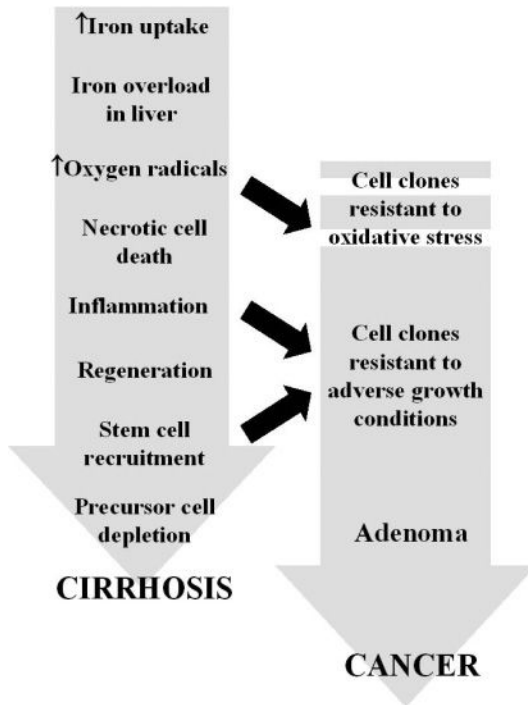 ↑Iron uptake
Iron overload
in liver
↑Oxygen radicals
Necrotic cell
death
Inflammation
Regeneration
Stem cell
recruitment
Precursor cell
depletion
CIRRHOSIS
Cell clones
resistant to
oxidative stress
Cell clones
resistant to
adverse growth
conditions
Adenoma
CANCER